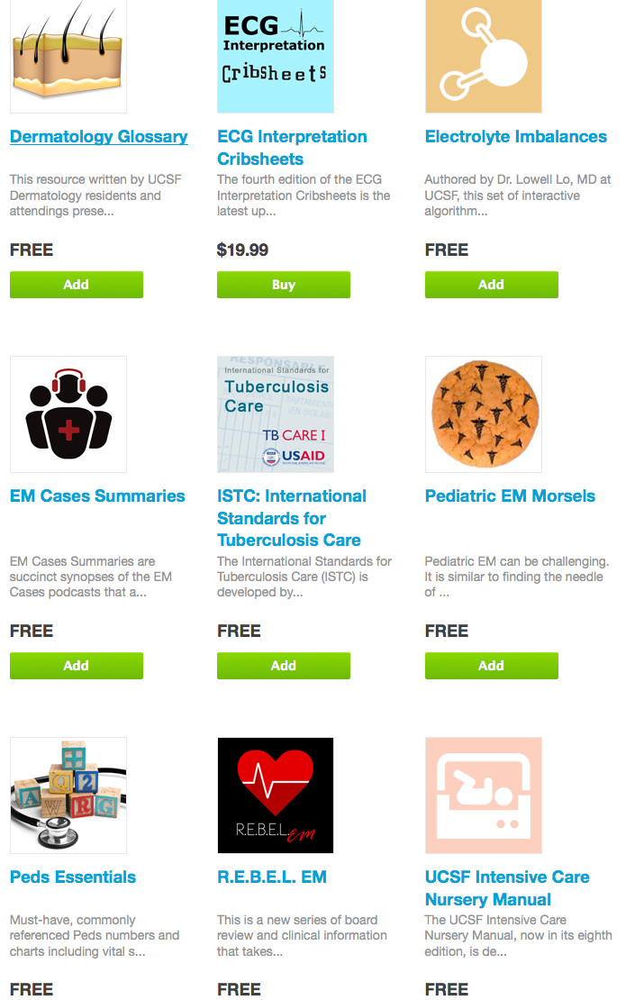 ECG
Interpretation
Cribsheets
Dermatology Glossary
This resource written by UCSF
Dermatology residents and
attendings prese...
FREE
Add
ECG Interpretation
Cribsheets
The fourth edition of the ECG
Interpretation Cribsheets is the
latest up...
$19.99
Buy
Electrolyte Imbalances
Authored by Dr. Lowell Lo, MD at
UCSF, this set of interactive
algorithm...
FREE
Add
EM Cases Summaries
EM Cases Summaries are
succinct synopses of the EM
Cases podcasts that a...
FREE
Add
RESPONSABLE
International Standards for
Tuberculosis
Care
TB CARE I
USAID
ISTC: International
Standards for
Tuberculosis Care
The International Standards for
Tuberculosis Care (ISTC) is
developed by...
FREE
Add
Pediatric EM Morsels
Pediatric EM can be challenging.
It is similar to finding the needle
of ...
FREE
Add
Q 2
A W R G
Peds Essentials
Must-have, commonly
referenced Peds numbers and
charts including vital s...
FREE
R.E.B.E.L. Em
R.E.B.E.L. EM
This is a new series of board
review and clinical information
that takes...
FREE
UCSF Intensive Care
Nursery Manual
The UCSF Intensive Care
Nursery Manual, now in its eighth
edition, is de...
FREE